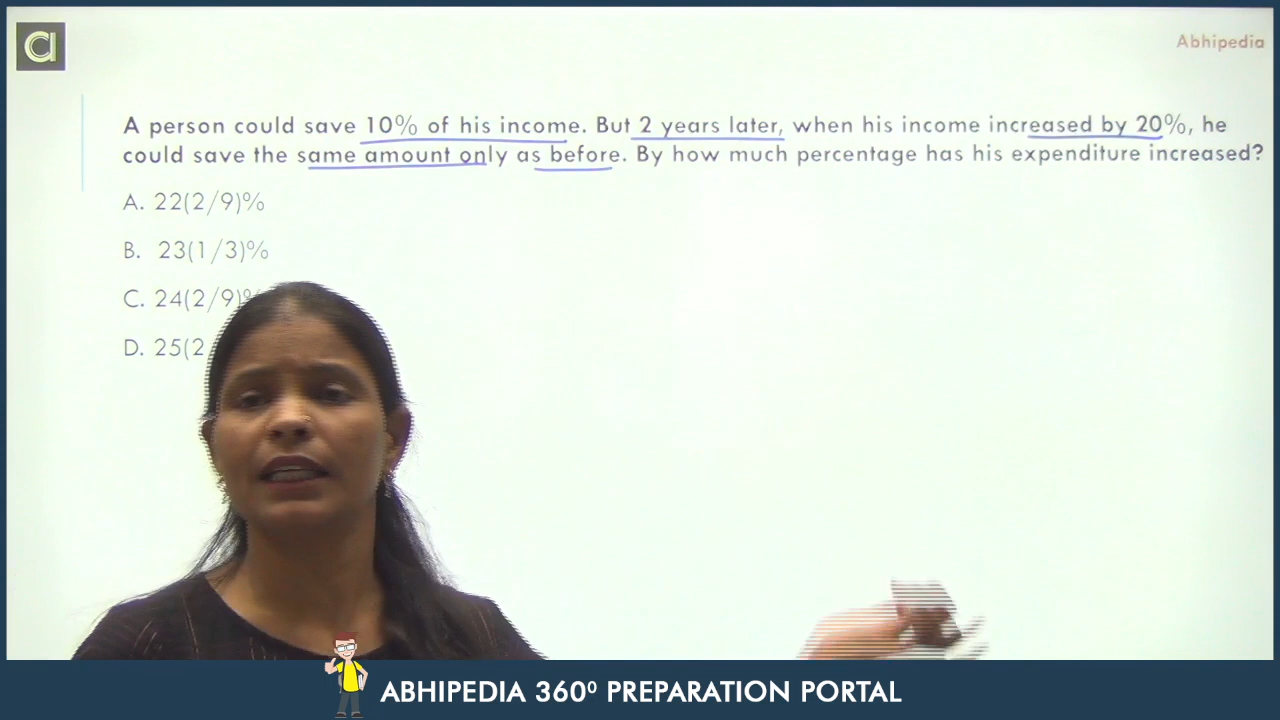 Abhipedia
A person could save 10% of his income. But 2 years later, when his income increased by 20%, he
could save the same amount only as before. By how much percentage has his expenditure increased?
A. 22(2/9)%
B. 23(1/3)%
C. 24(2/9)%
D. 25(2
ABHIPEDIA 360⁰ PREPARATION PORTAL